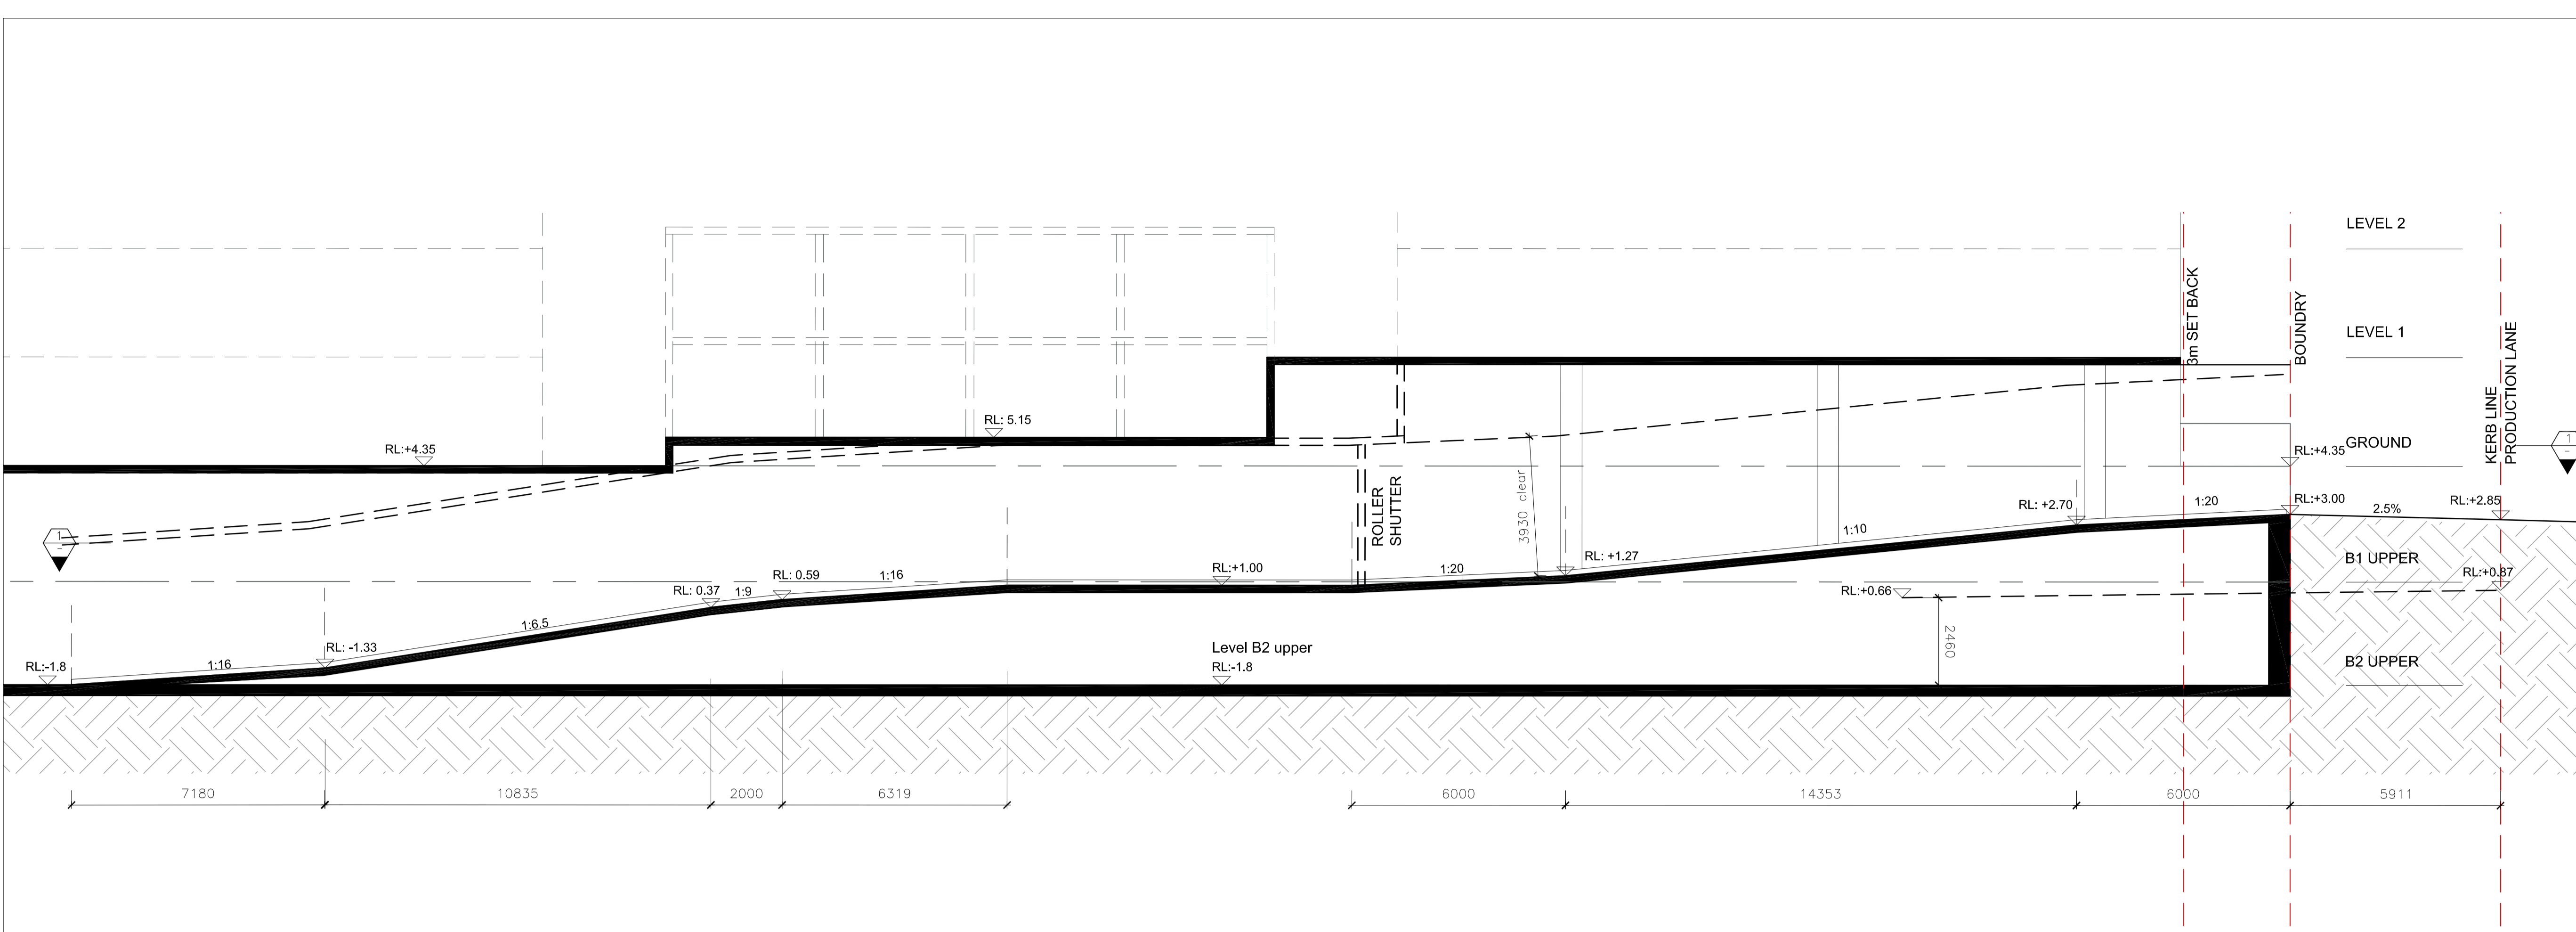 LEVEL 2
3m SET BACK
BOUNDRY
LEVEL 1
KERB LINE
PRODUCTION LANE
RL: 5.15
RL:+4.35
GROUND
RL:+4.35
1
-
ROLLER
SHUTTER
3930 clear
RL:+3.00
2.5%
RL:+2.85
1:20
RL: +2.70
1:10
1
-
B1 UPPER
RL: +1.27
1:20
RL:+1.00
RL:+0.87
RL:+0.66
1:16
RL: 0.59
1:9
RL: 0.37
1:6.5
2460
Level B2 upper
RL:-1.8
B2 UPPER
RL: -1.33
1:16
RL:-1.8
7180
10835
2000
6319
6000
14353
6000
5911